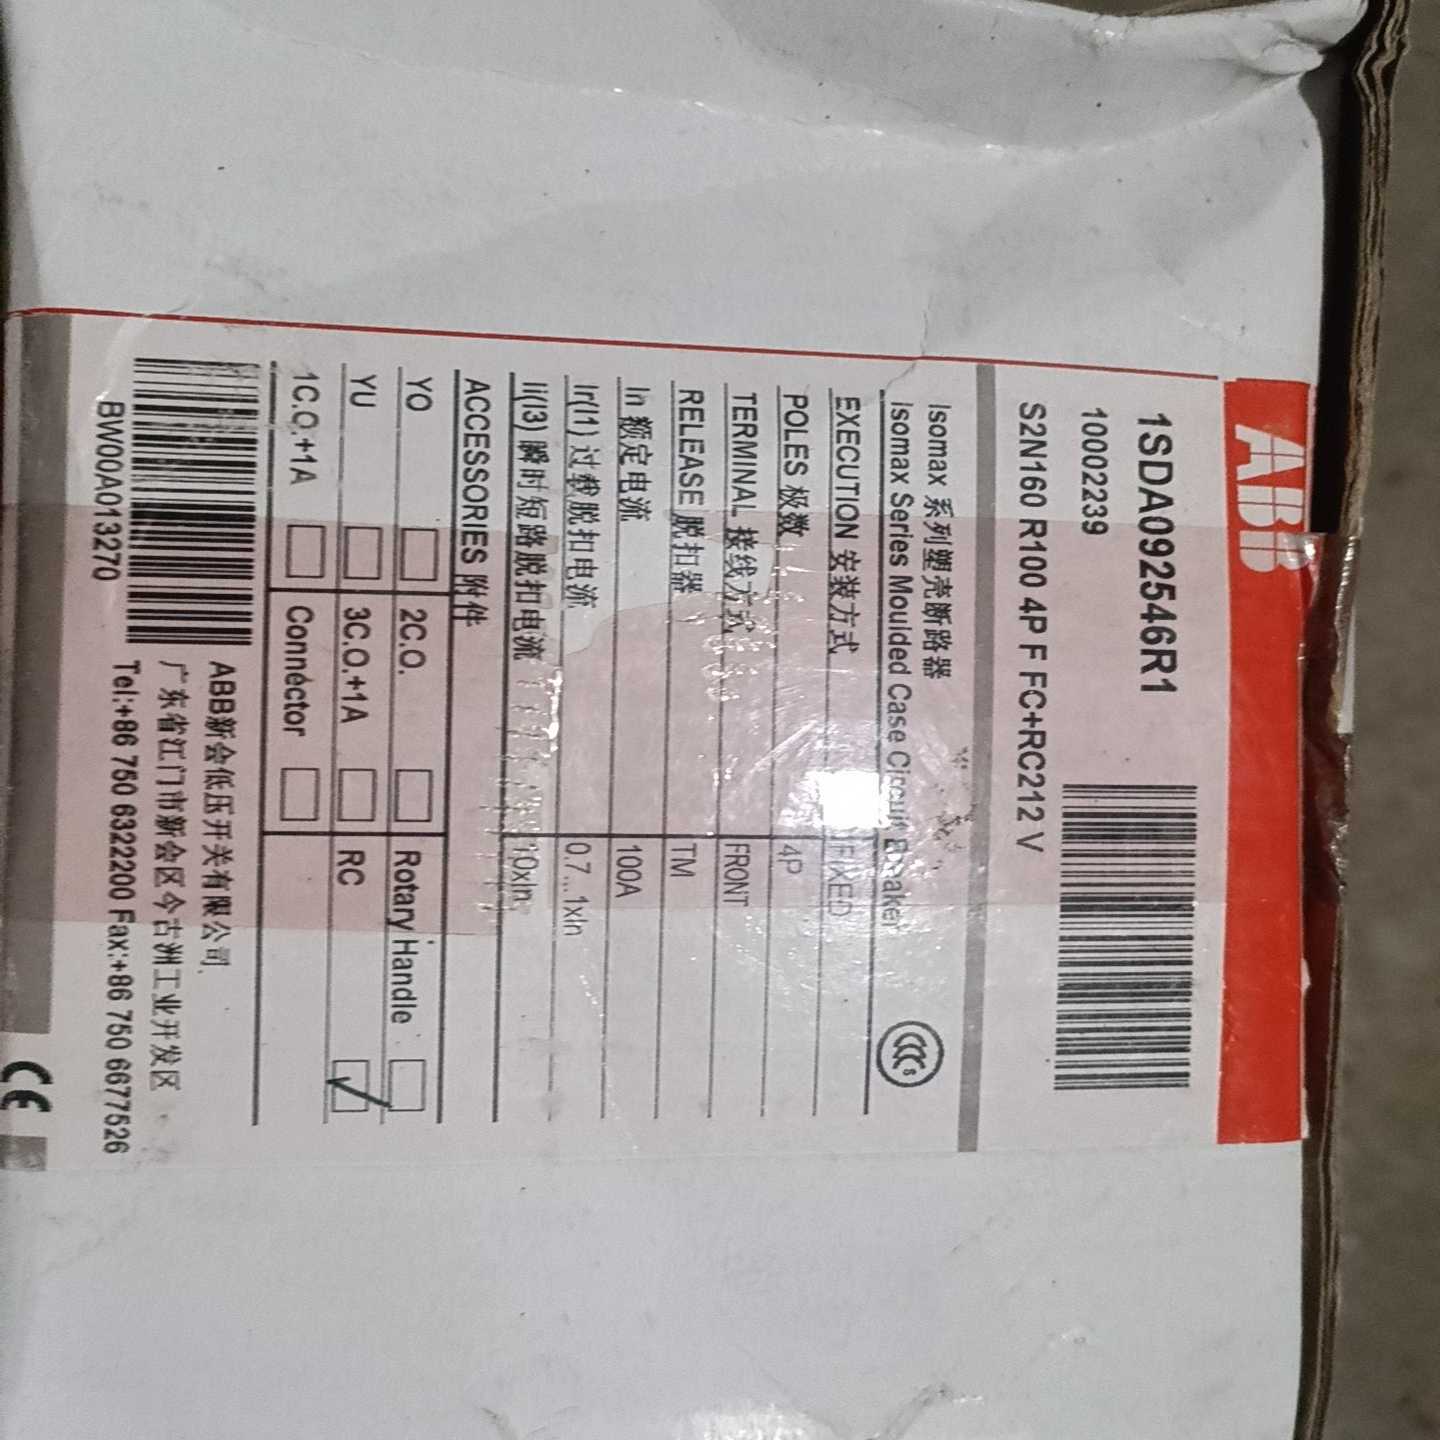 ABB
1SDA092546R1
10002239
S2N160 R100 4P F FC+RC212 V
Isomax 系列塑壳断路器
Isomax Series Moulded Case Circuit Breaker
EXECUTION 安装方式 FIXED
POLES 极数 4P
TERMINAL 接线方式 FRONT
RELEASE 脱扣器 TM
In 额定电流 100A
Ir(I1) 过载脱扣电流 0.7...1xIn
Ii(I3) 瞬时短路脱扣电流 10xIn
ACCESSORIES 附件
YO 2C.O. Rotary Handle
YU 3C.O.+1A RC
1C.O.+1A Connector
ABB新会低压开关有限公司
广东省江门市新会区今古洲工业开发区
BW00A013270 Tel:+86 750 6322200 Fax:+86 750 6677526
CCC S
CE